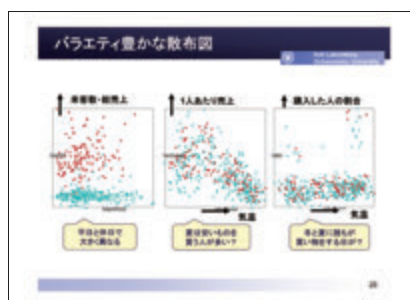 バラエティ豊かな散布図
来客数・総売上
1人あたり売上
購入した人の割合
気温
気温
平日と休日で
大きく異なる
夏は安いものを
買う人が多い?
冬と夏に誰もが
買い物をする日が?